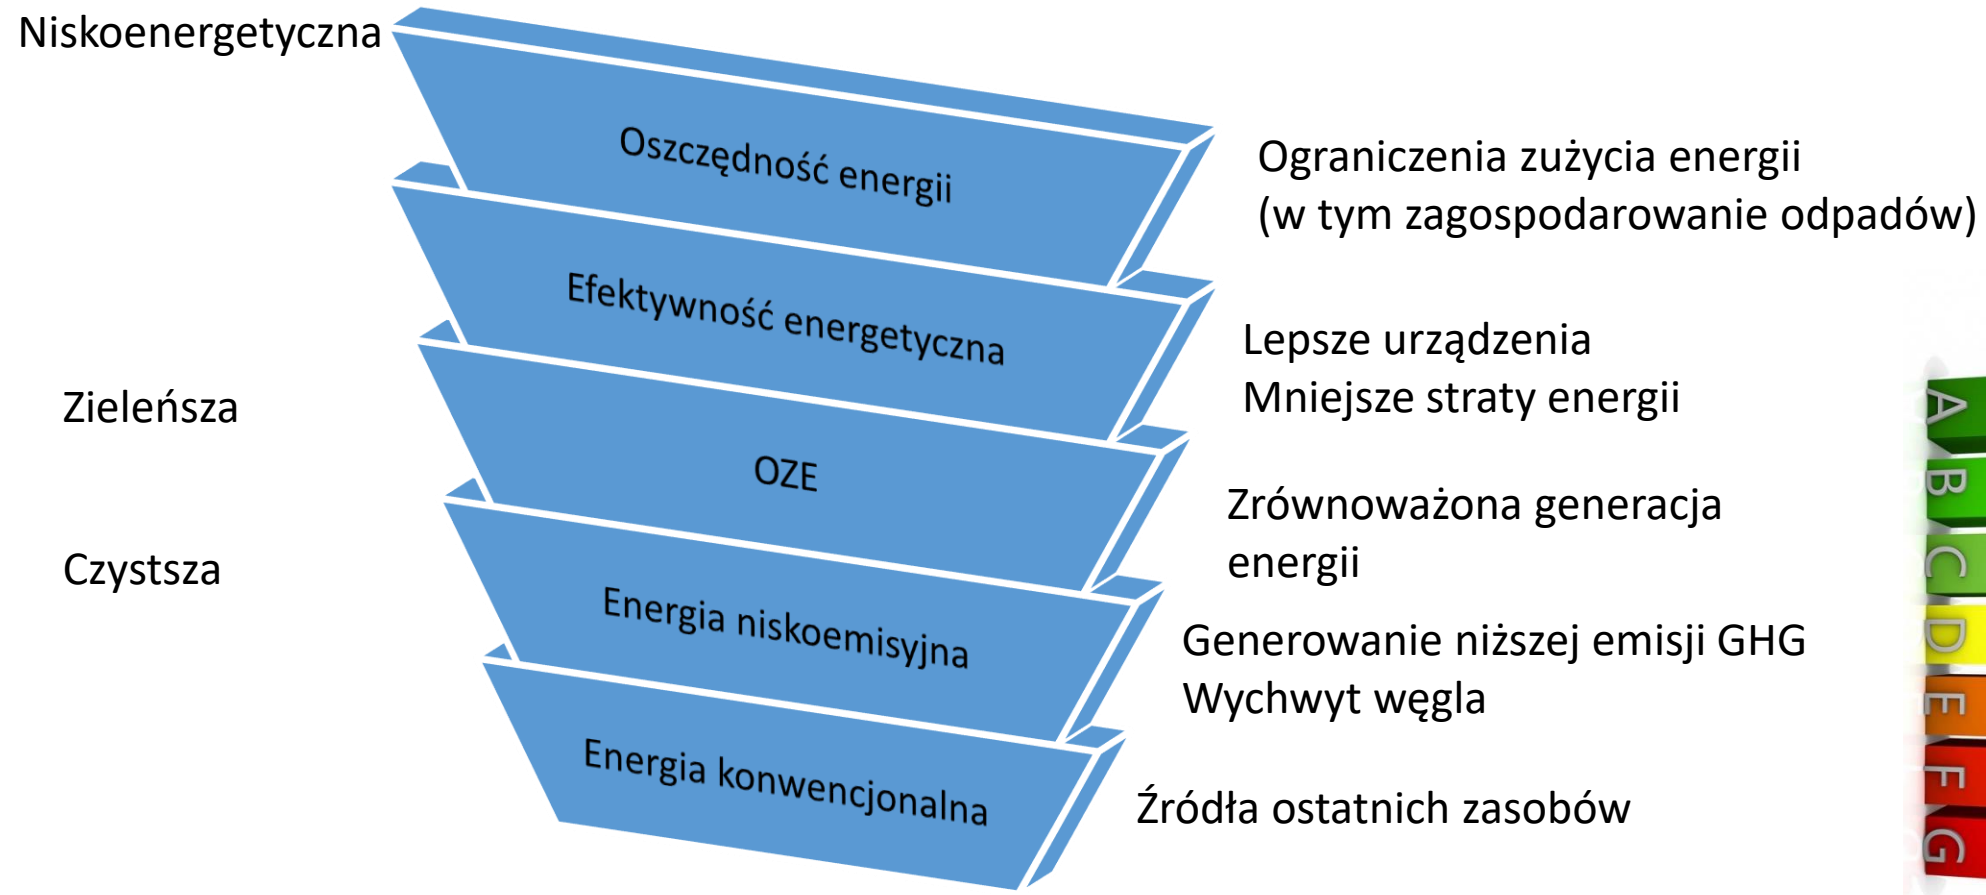 Niskoenergetyczna
Oszczędność energii
Ograniczenia zużycia energii
(w tym zagospodarowanie odpadów)
Efektywność energetyczna
Lepsze urządzenia
Mniejsze straty energii
Zieleńsza
OZE
Zrównoważona generacja
energii
Czystsza
Energia niskoemisyjna
Generowanie niższej emisji GHG
Wychwyt węgla
Energia konwencjonalna
Źródła ostatnich zasobów
A
B
C
D
E
F
G